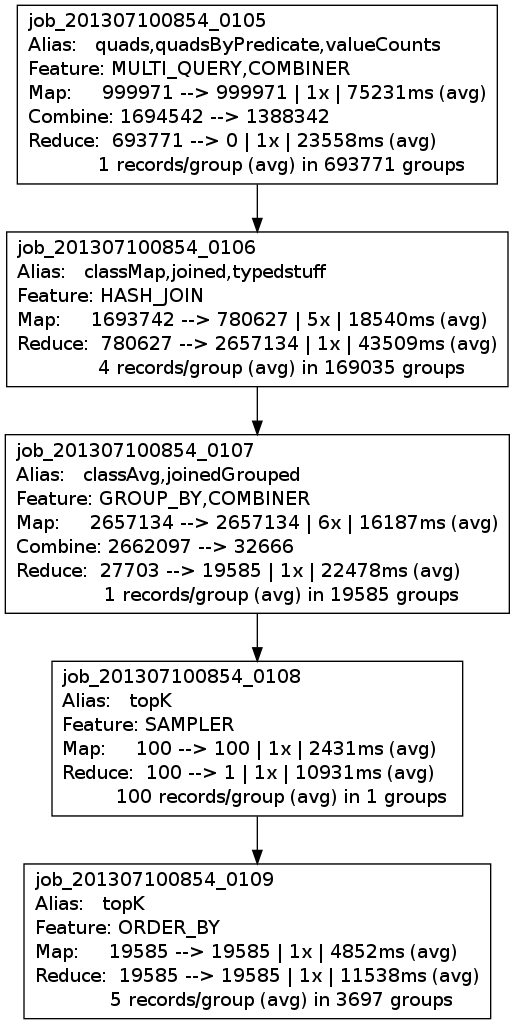 job_201307100854_0105
Alias: quads,quadsByPredicate,valueCounts
Feature: MULTI_QUERY,COMBINER
Map: 999971 --> 999971 | 1x | 75231ms (avg)
Combine: 1694542 --> 1388342
Reduce: 693771 --> 0 | 1x | 23558ms (avg)
1 records/group (avg) in 693771 groups
job_201307100854_0106
Alias: classMap,joined,typedstuff
Feature: HASH_JOIN
Map: 1693742 --> 780627 | 5x | 18540ms (avg)
Reduce: 780627 --> 2657134 | 1x | 43509ms (avg)
4 records/group (avg) in 169035 groups
job_201307100854_0107
Alias: classAvg,joinedGrouped
Feature: GROUP_BY,COMBINER
Map: 2657134 --> 2657134 | 6x | 16187ms (avg)
Combine: 2662097 --> 32666
Reduce: 27703 --> 19585 | 1x | 22478ms (avg)
1 records/group (avg) in 19585 groups
job_201307100854_0108
Alias: topK
Feature: SAMPLER
Map: 100 --> 100 | 1x | 2431ms (avg)
Reduce: 100 --> 1 | 1x | 10931ms (avg)
100 records/group (avg) in 1 groups
job_201307100854_0109
Alias: topK
Feature: ORDER_BY
Map: 19585 --> 19585 | 1x | 4852ms (avg)
Reduce: 19585 --> 19585 | 1x | 11538ms (avg)
5 records/group (avg) in 3697 groups